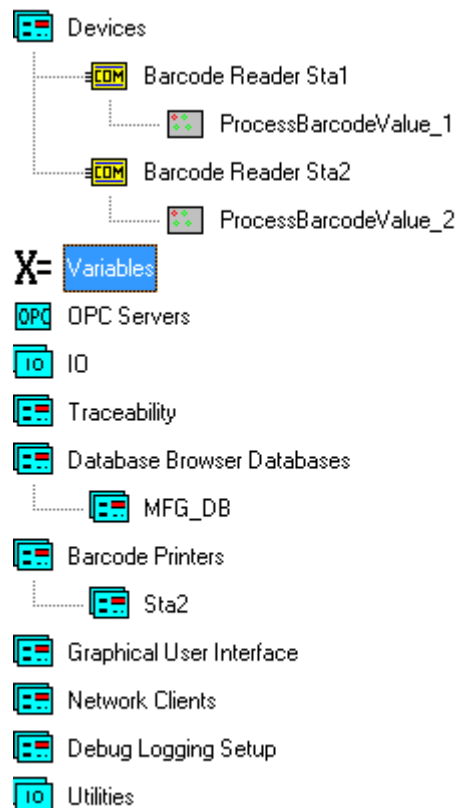 Devices
COM Barcode Reader Sta1
ProcessBarcodeValue_1
COM Barcode Reader Sta2
ProcessBarcodeValue_2
X= Variables
OPC OPC Servers
IO IO
Traceability
Database Browser Databases
MFG_DB
Barcode Printers
Sta2
Graphical User Interface
Network Clients
Debug Logging Setup
IO Utilities